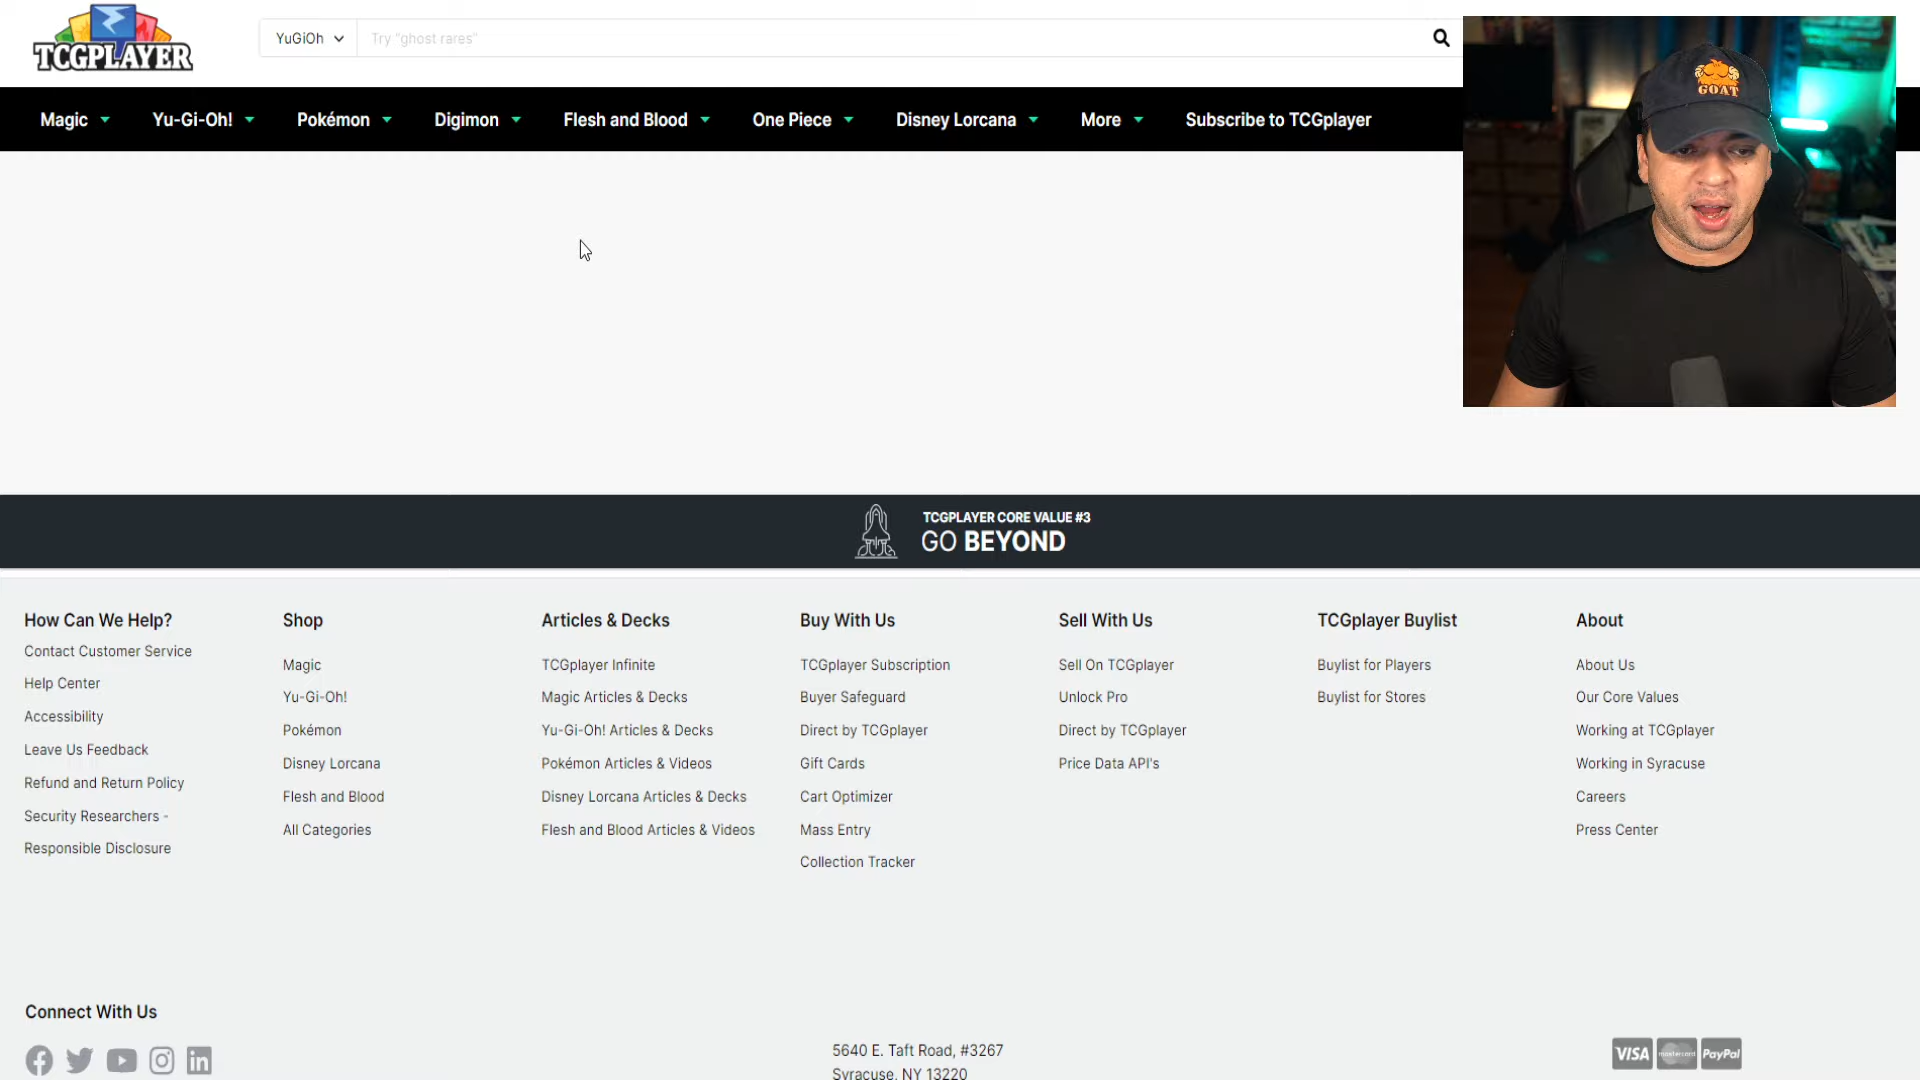 TCGPLAYER
YuGiOh
Try "ghost rares"
Magic
Yu-Gi-Oh!
Pokémon
Digimon
Flesh and Blood
One Piece
Disney Lorcana
More
Subscribe to TCGplayer
GOAT
TCGPLAYER CORE VALUE #3
GO BEYOND
How Can We Help?
Contact Customer Service
Help Center
Accessibility
Leave Us Feedback
Refund and Return Policy
Security Researchers -
Responsible Disclosure
Shop
Magic
Yu-Gi-Oh!
Pokémon
Disney Lorcana
Flesh and Blood
All Categories
Articles & Decks
TCGplayer Infinite
Magic Articles & Decks
Yu-Gi-Oh! Articles & Decks
Pokémon Articles & Videos
Disney Lorcana Articles & Decks
Flesh and Blood Articles & Videos
Buy With Us
TCGplayer Subscription
Buyer Safeguard
Direct by TCGplayer
Gift Cards
Cart Optimizer
Mass Entry
Collection Tracker
Sell With Us
Sell On TCGplayer
Unlock Pro
Direct by TCGplayer
Price Data API's
TCGplayer Buylist
Buylist for Players
Buylist for Stores
About
About Us
Our Core Values
Working at TCGplayer
Working in Syracuse
Careers
Press Center
Connect With Us
5640 E. Taft Road, #3267
Syracuse, NY 13220
VISA
mastercard
PayPal